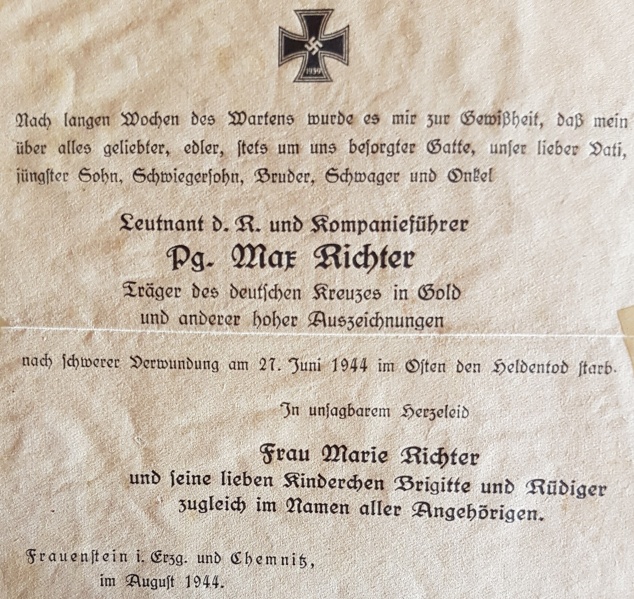 1939
Nach langen Wochen des Wartens wurde es mir zur Gewißheit, daß mein
über alles geliebter, edler, stets um uns besorgter Gatte, unser lieber Vati,
jüngster Sohn, Schwiegersohn, Bruder, Schwager und Onkel
Leutnant d. R. und Kompanieführer
Pg. Max Richter
Träger des deutschen Kreuzes in Gold
und anderer hoher Auszeichnungen
nach schwerer Verwundung am 27. Juni 1944 im Osten den Heldentod starb.
In unsagbarem Herzeleid
Frau Marie Richter
und seine lieben Kinderchen Brigitte und Rüdiger
zugleich im Namen aller Angehörigen.
Frauenstein i. Erzg. und Chemnitz,
im August 1944.